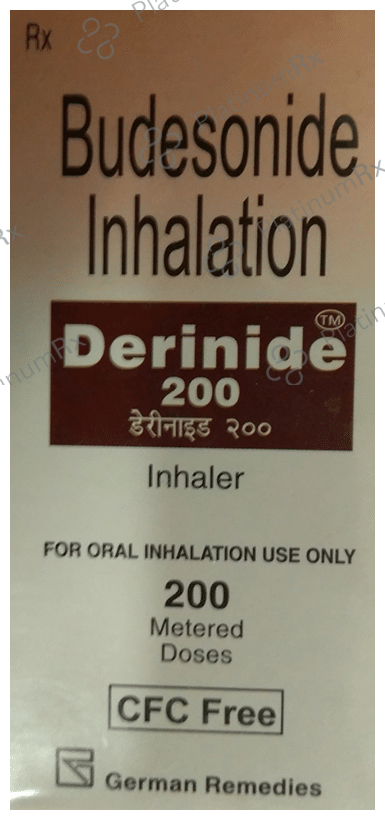 Rx
Budesonide
Inhalation
Derinide™
200
डेरीनाइड २००
Inhaler
FOR ORAL INHALATION USE ONLY
200
Metered
Doses
CFC Free
German Remedies
PlatinumRx